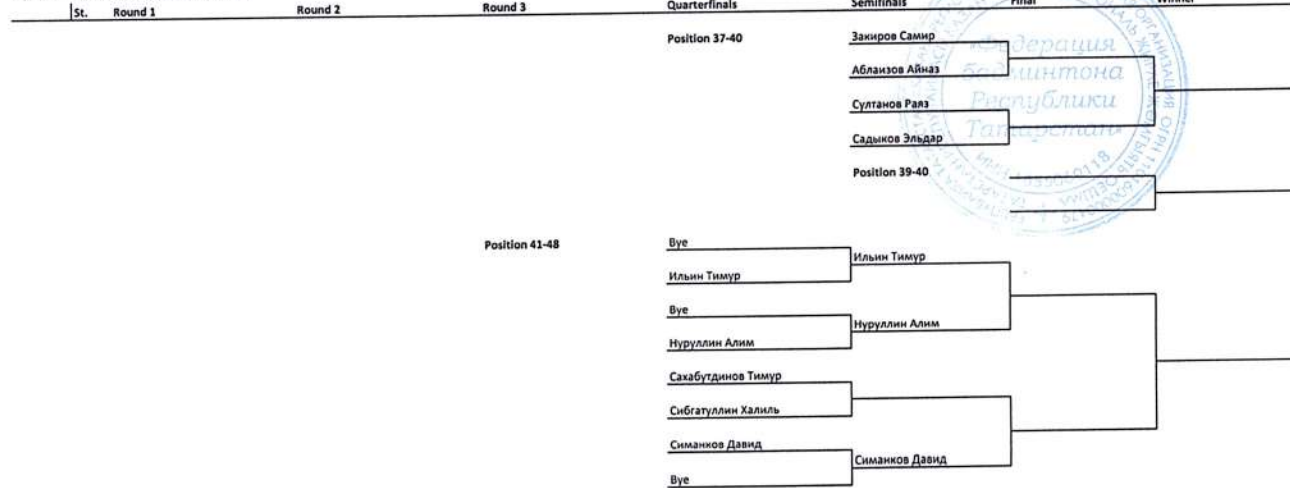 St. Round 1 Round 2 Round 3 Quarterfinals Semifinals Final Winner
Position 37-40 Закиров Самир
Аблаизов Айназ
Султанов Раяз
Садыков Эльдар
Position 39-40
«Федерация
бадминтона
Республики
Татарстан»
Position 41-48 Bye
Ильин Тимур
Ильин Тимур
Bye
Нуруллин Алим
Нуруллин Алим
Сахабутдинов Тимур
Сибгатуллин Халиль
Симанков Давид
Симанков Давид
Bye